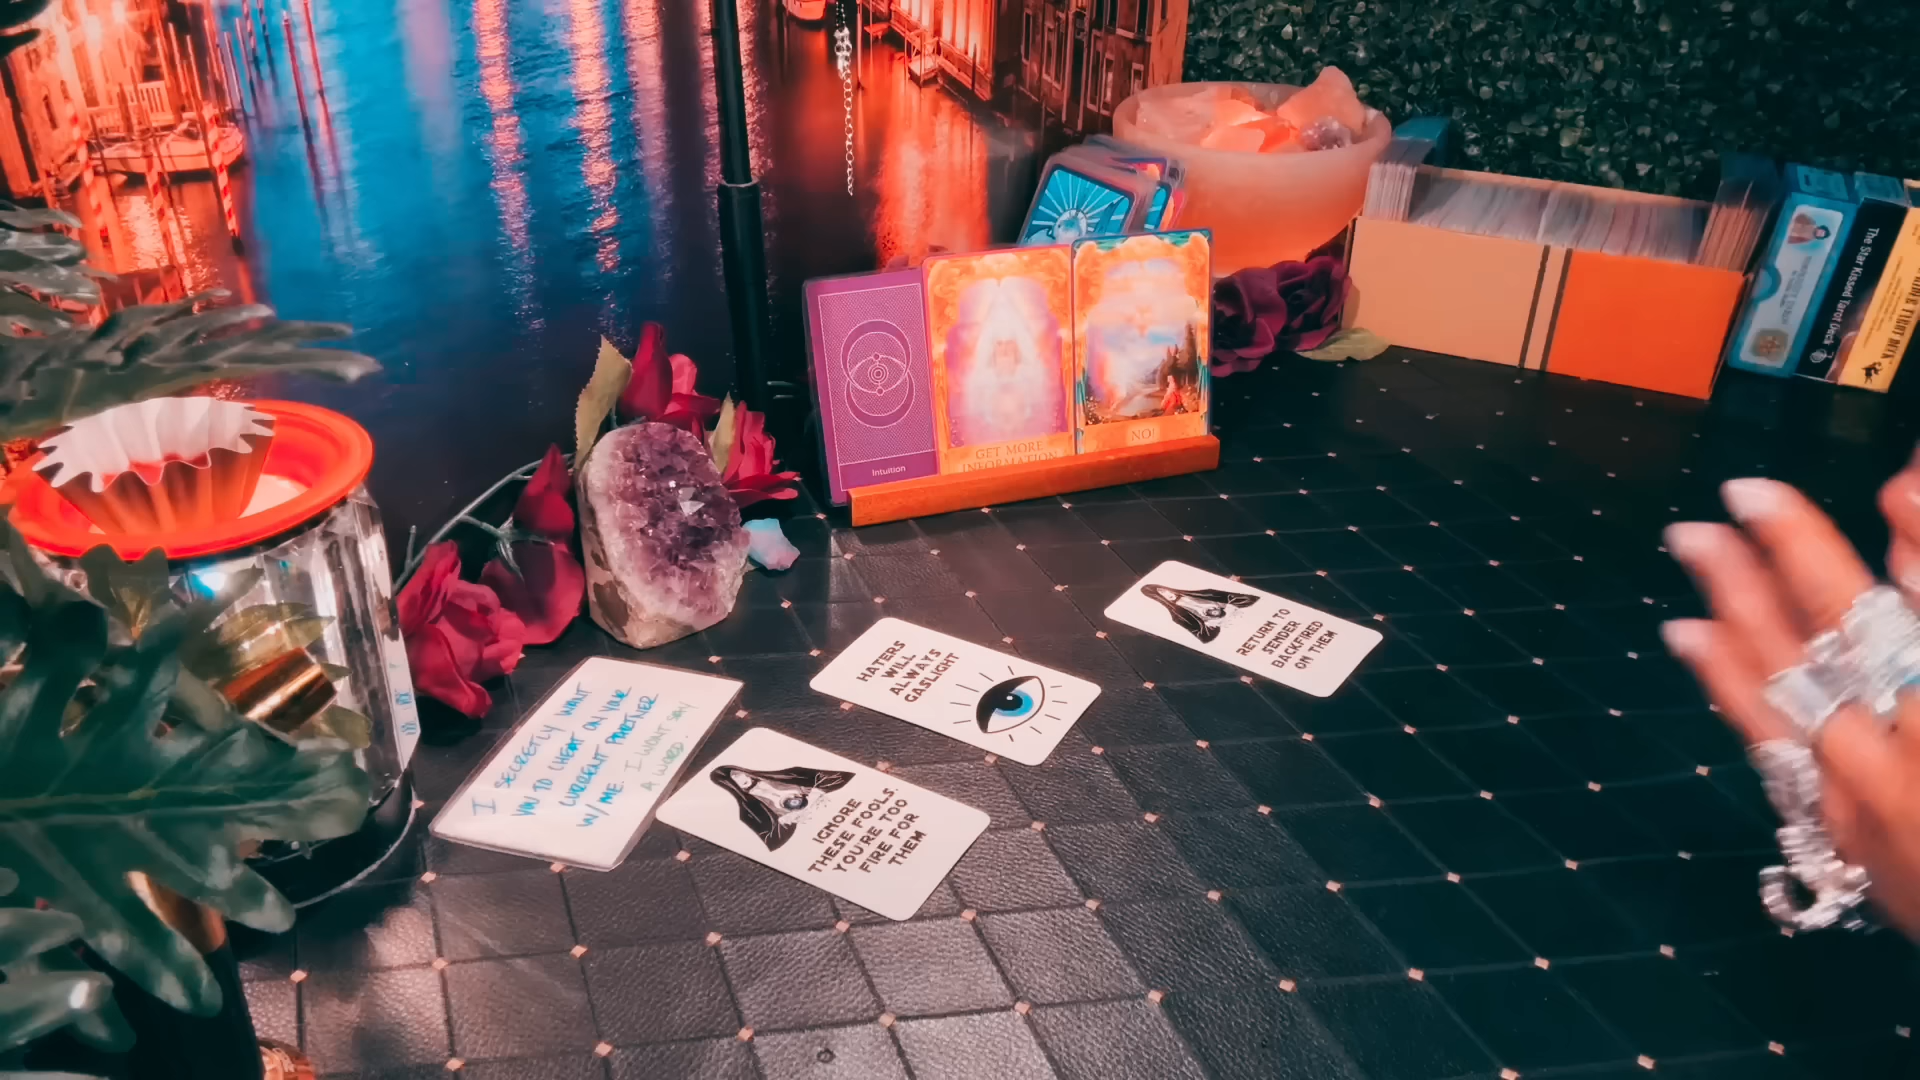 Intuition
GET MORE
INFORMATION
NO!
The Star Kissed Tarot Deck
RETURN TO
SENDER
BACKFIRED
ON THEM
HATERS
WILL
ALWAYS
GASLIGHT
I SECRETLY WANT
YOU TO CHEAT ON YOUR
CURRENT PARTNER
W/ ME. I WONT SAY
A WORD.
IGNORE
THESE FOOLS.
YOU'RE TOO
FIRE FOR
THEM